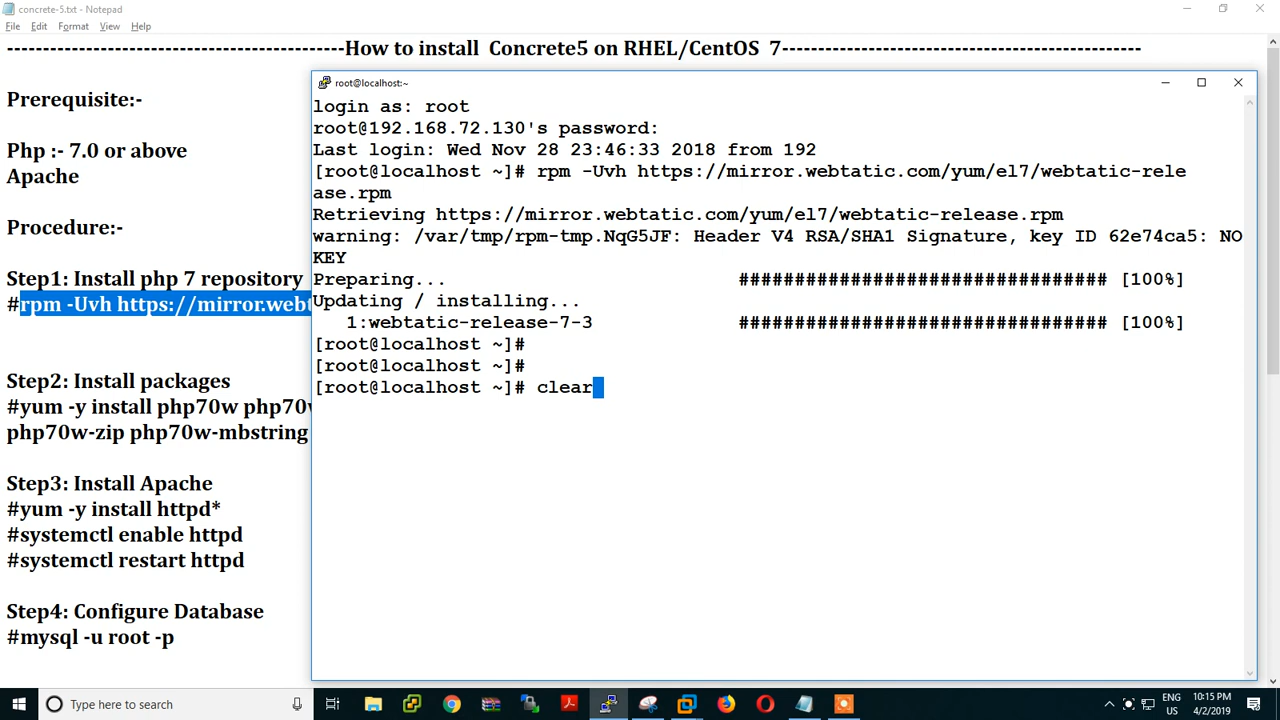 concrete-5.txt - Notepad
File Edit Format View Help
-----------------------------------------------How to install  Concrete5 on RHEL/CentOS  7--------------------------------------------------
Prerequisite:-
Php :- 7.0 or above
Apache
Procedure:-
Step1: Install php 7 repository
#rpm -Uvh https://mirror.webt
Step2: Install packages
#yum -y install php70w php70w
php70w-zip php70w-mbstring
Step3: Install Apache
#yum -y install httpd*
#systemctl enable httpd
#systemctl restart httpd
Step4: Configure Database
#mysql -u root -p
root@localhost:~
login as: root
root@192.168.72.130's password:
Last login: Wed Nov 28 23:46:33 2018 from 192
[root@localhost ~]# rpm -Uvh https://mirror.webtatic.com/yum/el7/webtatic-rele
ase.rpm
Retrieving https://mirror.webtatic.com/yum/el7/webtatic-release.rpm
warning: /var/tmp/rpm-tmp.NqG5JF: Header V4 RSA/SHA1 Signature, key ID 62e74ca5: NO
KEY
Preparing...                          ################################# [100%]
Updating / installing...
   1:webtatic-release-7-3             ################################# [100%]
[root@localhost ~]#
[root@localhost ~]#
[root@localhost ~]# clear
Type here to search
ENG
US
10:15 PM
4/2/2019